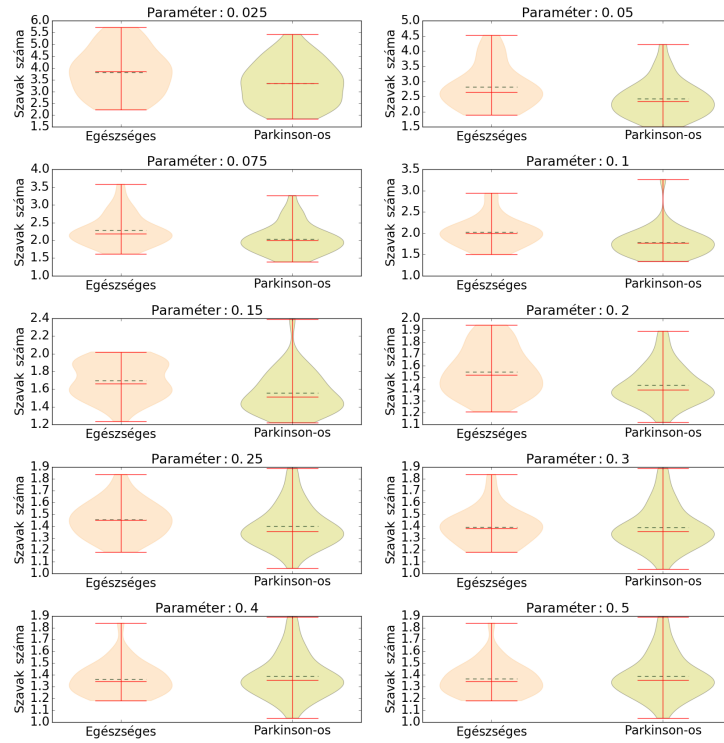 Paraméter: 0.025
Szavak száma
6.0
5.5
5.0
4.5
4.0
3.5
3.0
2.5
2.0
1.5
Egészséges
Parkinson-os
Paraméter: 0.05
Szavak száma
5.0
4.5
4.0
3.5
3.0
2.5
2.0
1.5
Egészséges
Parkinson-os
Paraméter: 0.075
Szavak száma
4.0
3.5
3.0
2.5
2.0
1.5
1.0
Egészséges
Parkinson-os
Paraméter: 0.1
Szavak száma
3.5
3.0
2.5
2.0
1.5
1.0
Egészséges
Parkinson-os
Paraméter: 0.15
Szavak száma
2.4
2.2
2.0
1.8
1.6
1.4
1.2
Egészséges
Parkinson-os
Paraméter: 0.2
Szavak száma
2.0
1.9
1.8
1.7
1.6
1.5
1.4
1.3
1.2
1.1
Egészséges
Parkinson-os
Paraméter: 0.25
Szavak száma
1.9
1.8
1.7
1.6
1.5
1.4
1.3
1.2
1.1
1.0
Egészséges
Parkinson-os
Paraméter: 0.3
Szavak száma
1.9
1.8
1.7
1.6
1.5
1.4
1.3
1.2
1.1
1.0
Egészséges
Parkinson-os
Paraméter: 0.4
Szavak száma
1.9
1.8
1.7
1.6
1.5
1.4
1.3
1.2
1.1
1.0
Egészséges
Parkinson-os
Paraméter: 0.5
Szavak száma
1.9
1.8
1.7
1.6
1.5
1.4
1.3
1.2
1.1
1.0
Egészséges
Parkinson-os